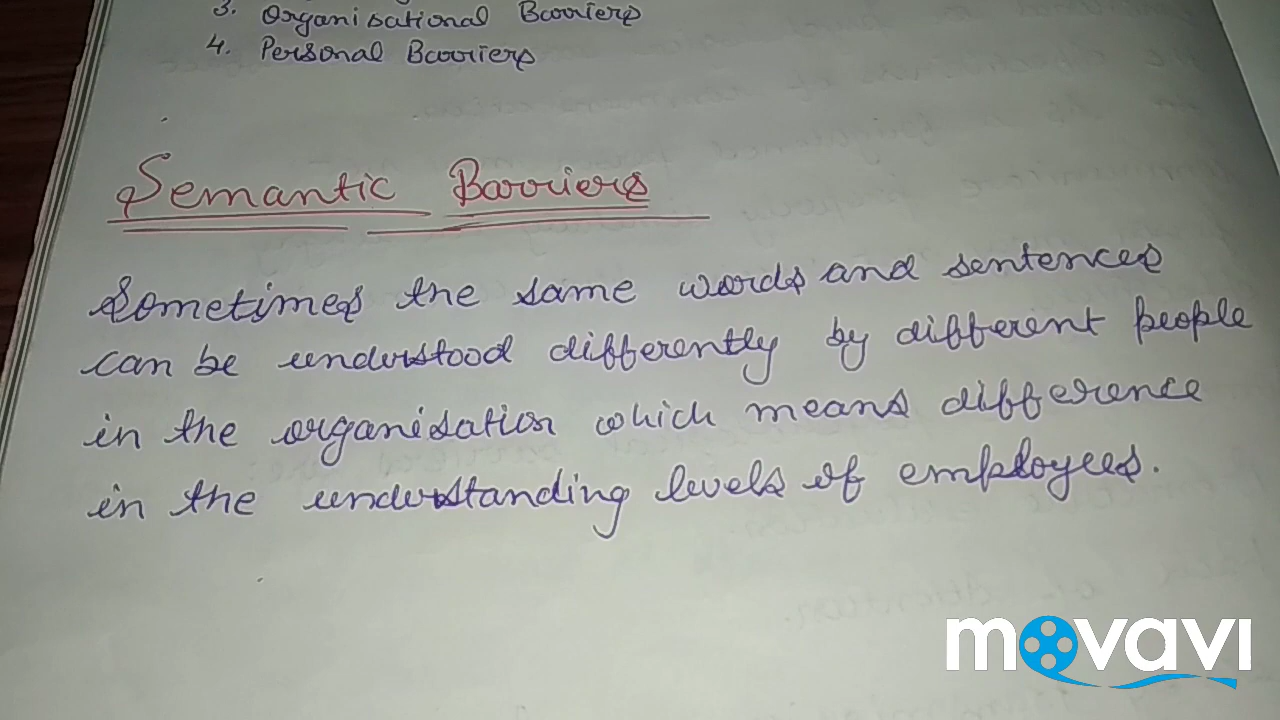 3. Organisational Barriers
4. Personal Barriers
Semantic Barriers
Sometimes the same words and sentences
can be understood differently by different people
in the organisation which means difference
in the understanding levels of employees.
movavi